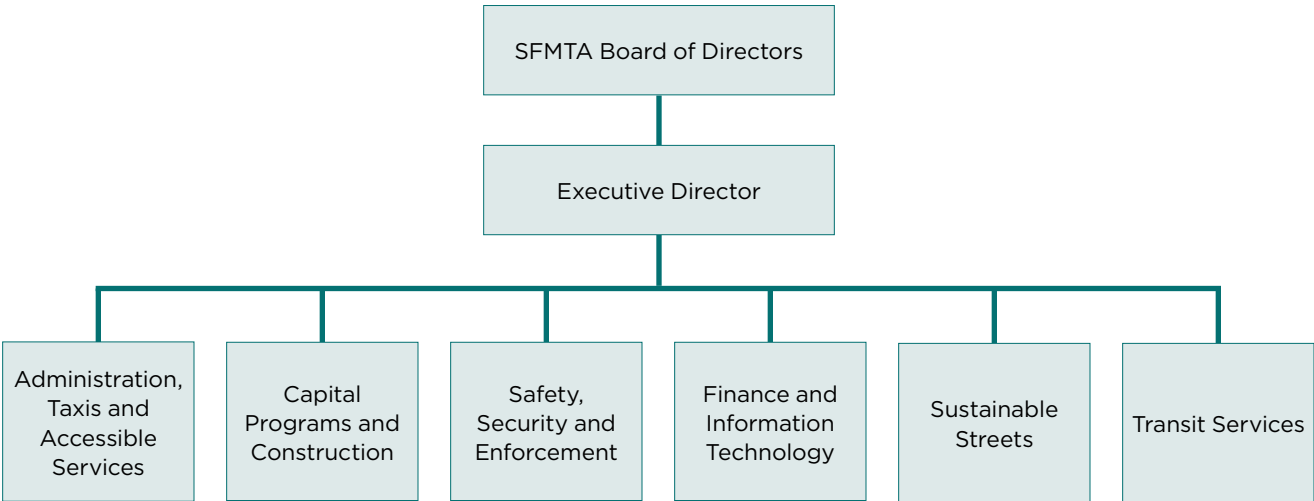 SFMTA Board of Directors
Executive Director
Administration,
Taxis and
Accessible
Services
Capital
Programs and
Construction
Safety,
Security and
Enforcement
Finance and
Information
Technology
Sustainable
Streets
Transit Services